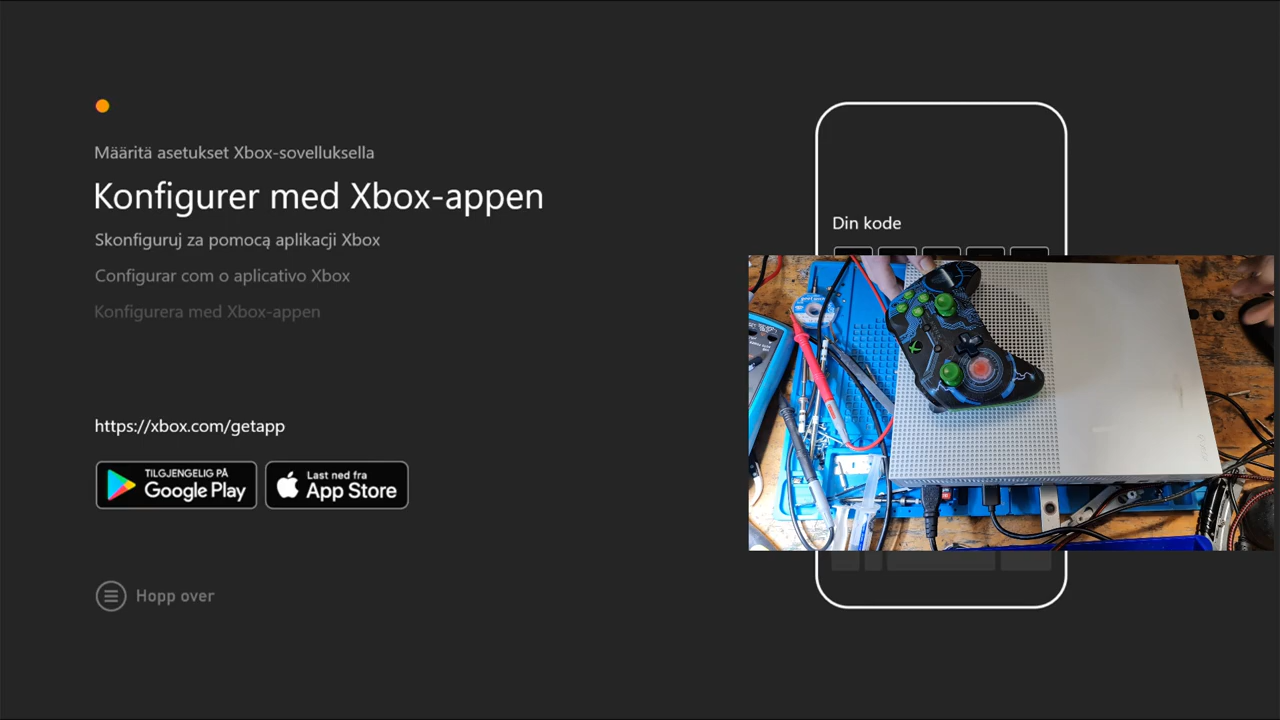 Määritä asetukset Xbox-sovelluksella
Konfigurer med Xbox-appen
Skonfiguruj za pomocą aplikacji Xbox
Configurar com o aplicativo Xbox
Konfigurera med Xbox-appen
https://xbox.com/getapp
TILGJENGELIG PÅ
Google Play
Last ned fra
App Store
Hopp over
Din kode